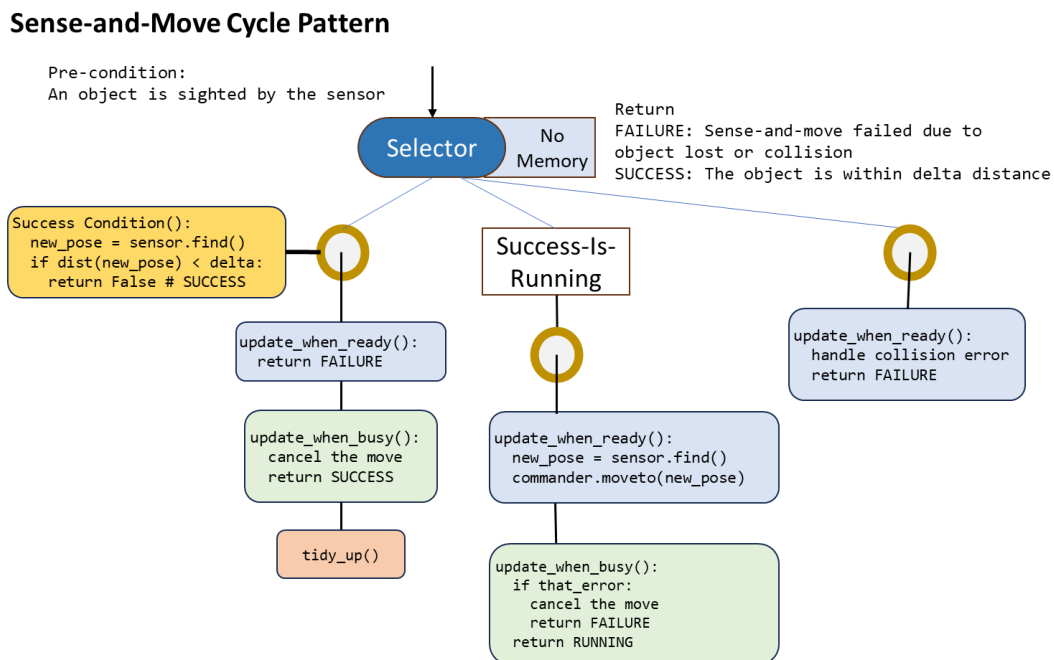 Sense-and-Move Cycle Pattern
Pre-condition:
An object is sighted by the sensor
Selector
No
Memory
Return
FAILURE: Sense-and-move failed due to
object lost or collision
SUCCESS: The object is within delta distance
Success Condition():
new_pose = sensor.find()
if dist(new_pose) < delta:
return False # SUCCESS
update_when_ready():
return FAILURE
update_when_busy():
cancel the move
return SUCCESS
tidy_up()
Success-Is-
Running
update_when_ready():
new_pose = sensor.find()
commander.moveto(new_pose)
update_when_busy():
if that_error:
cancel the move
return FAILURE
return RUNNING
update_when_ready():
handle collision error
return FAILURE